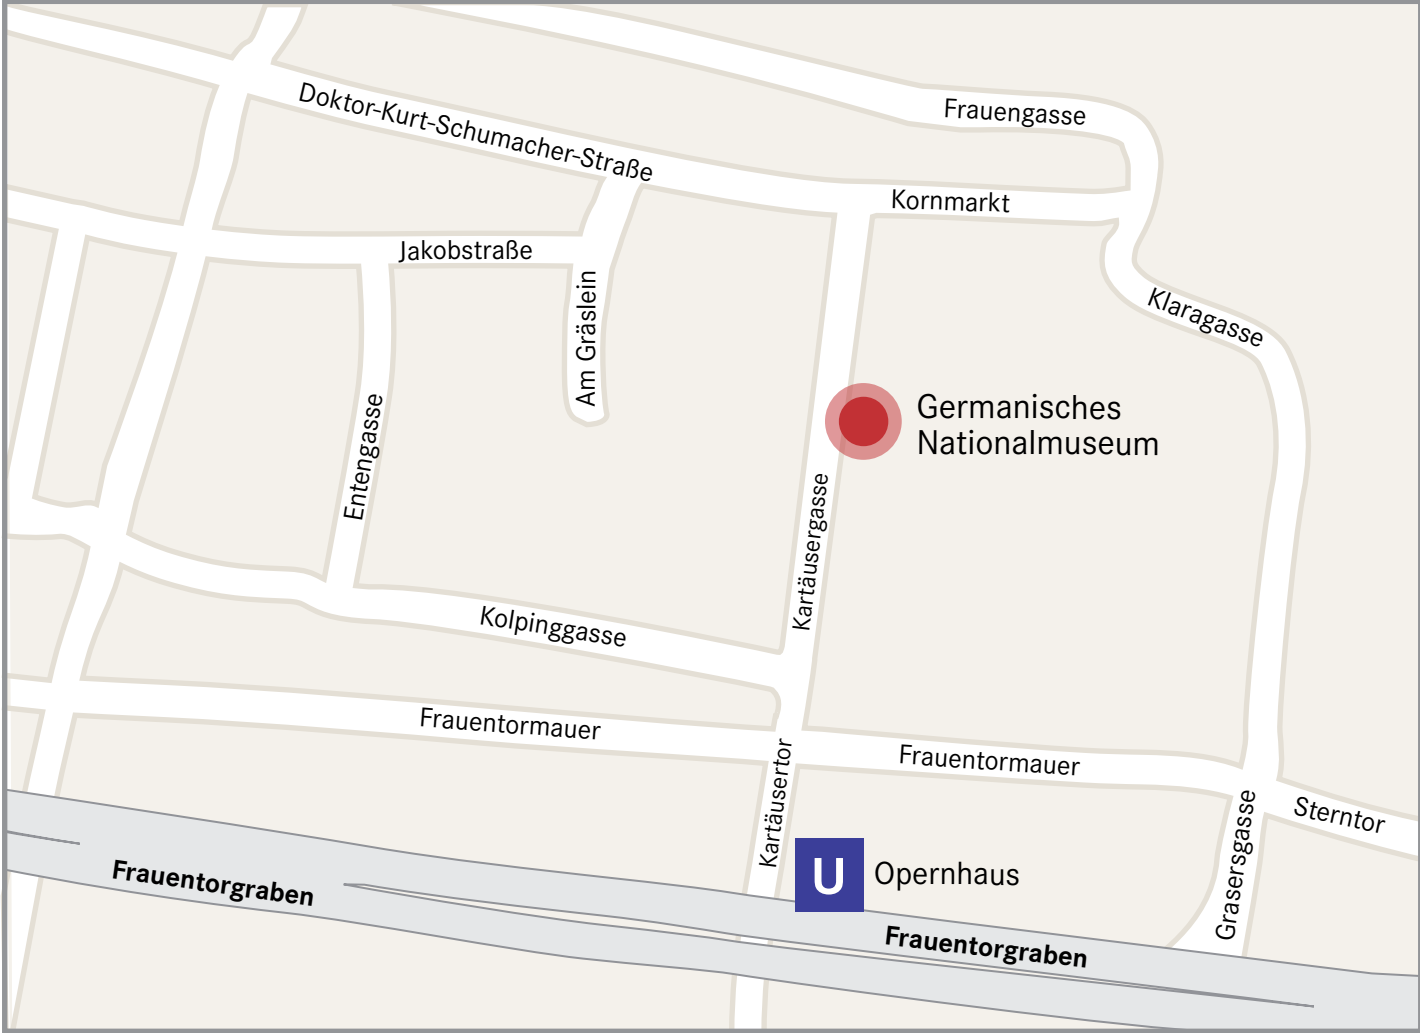 Doktor-Kurt-Schumacher-Straße
Frauengasse
Kornmarkt
Jakobstraße
Am Gräslein
Klaragasse
Entengasse
Germanisches
Nationalmuseum
Kartäusergasse
Kolpinggasse
Frauentormauer
Frauentormauer
Kartäusertor
Sterntor
Grasersgasse
U
Opernhaus
Frauentorgraben
Frauentorgraben